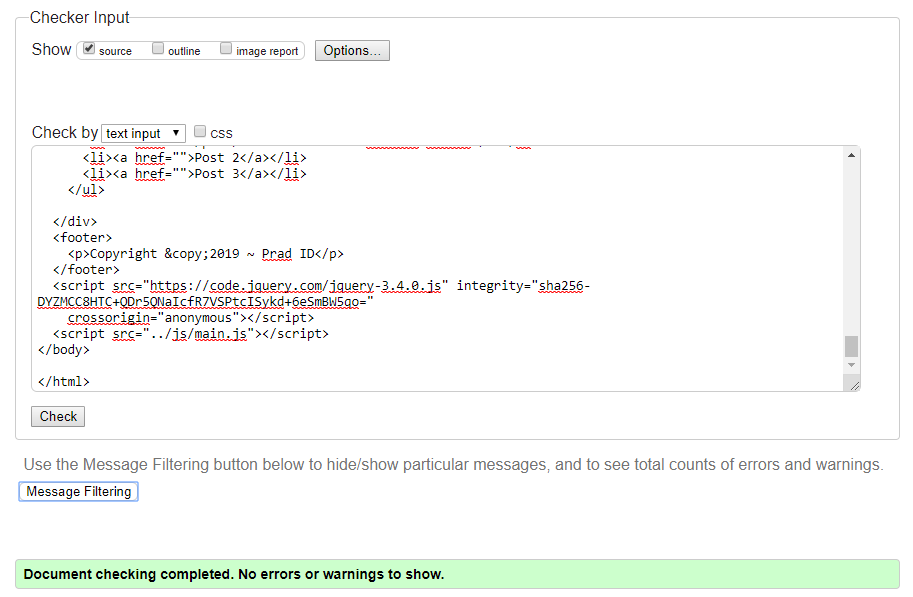 Checker Input
Show source outline image report Options...
Check by text input css
<li><a href="">Post 2</a></li>
<li><a href="">Post 3</a></li>
</ul>
</div>
<footer>
<p>Copyright &copy;2019 ~ Prad ID</p>
</footer>
<script src="https://code.jquery.com/jquery-3.4.0.js" integrity="sha256-
DYZMCC8HTC+QDr5QNaIcfR7VSPtcISykd+6eSmBW5qo="
crossorigin="anonymous"></script>
<script src="../js/main.js"></script>
</body>
</html>
Check
Use the Message Filtering button below to hide/show particular messages, and to see total counts of errors and warnings.
Message Filtering
Document checking completed. No errors or warnings to show.